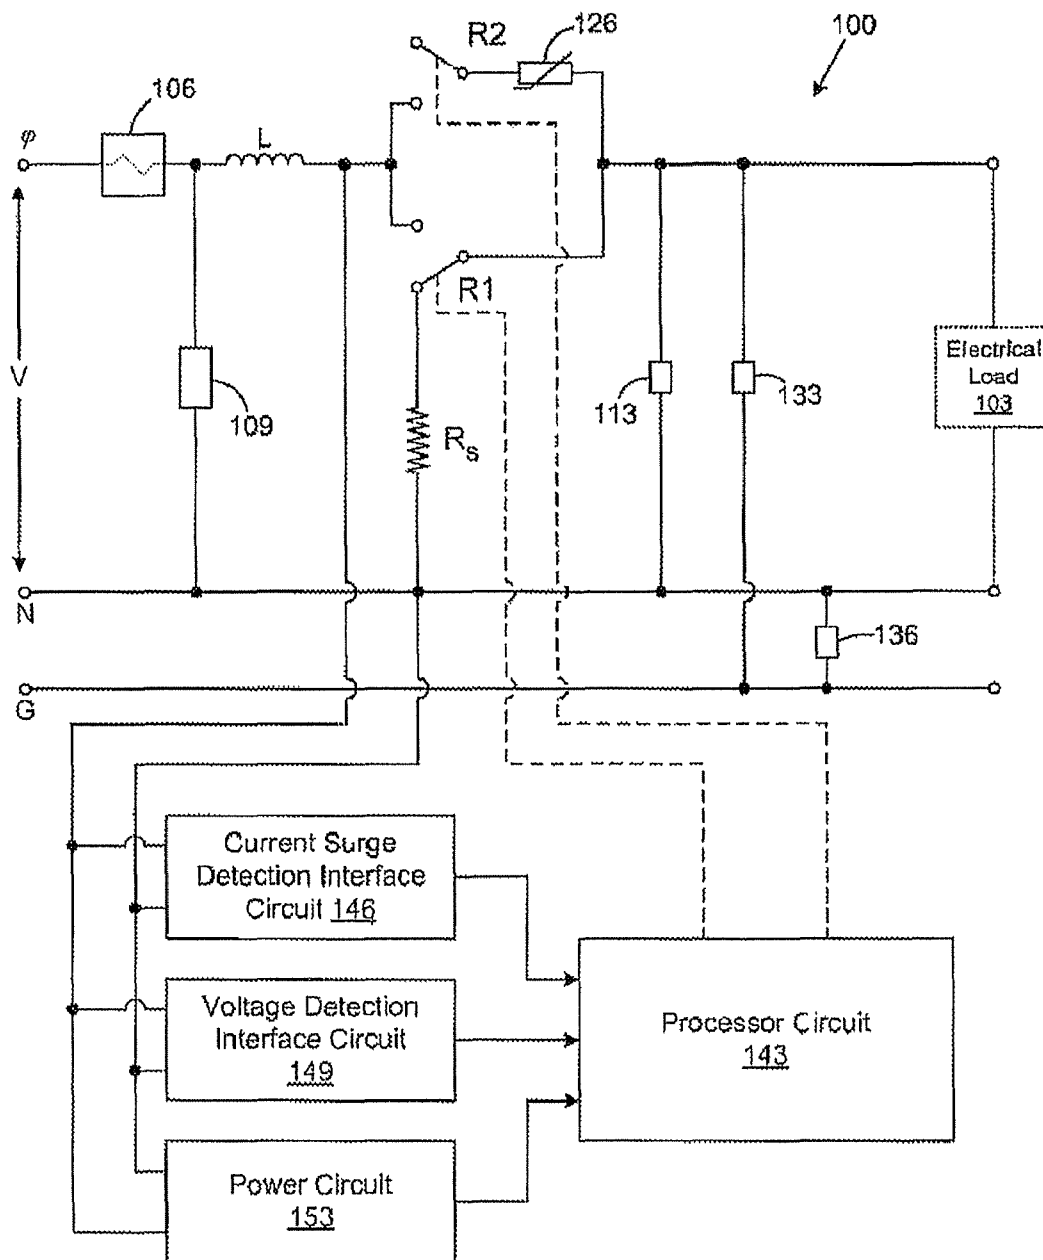 100
R2
126
106
φ
L
R1
V
109
Rs
113
133
Electrical
Load
103
N
136
G
Current Surge
Detection Interface
Circuit 146
Voltage Detection
Interface Circuit
149
Processor Circuit
143
Power Circuit
153